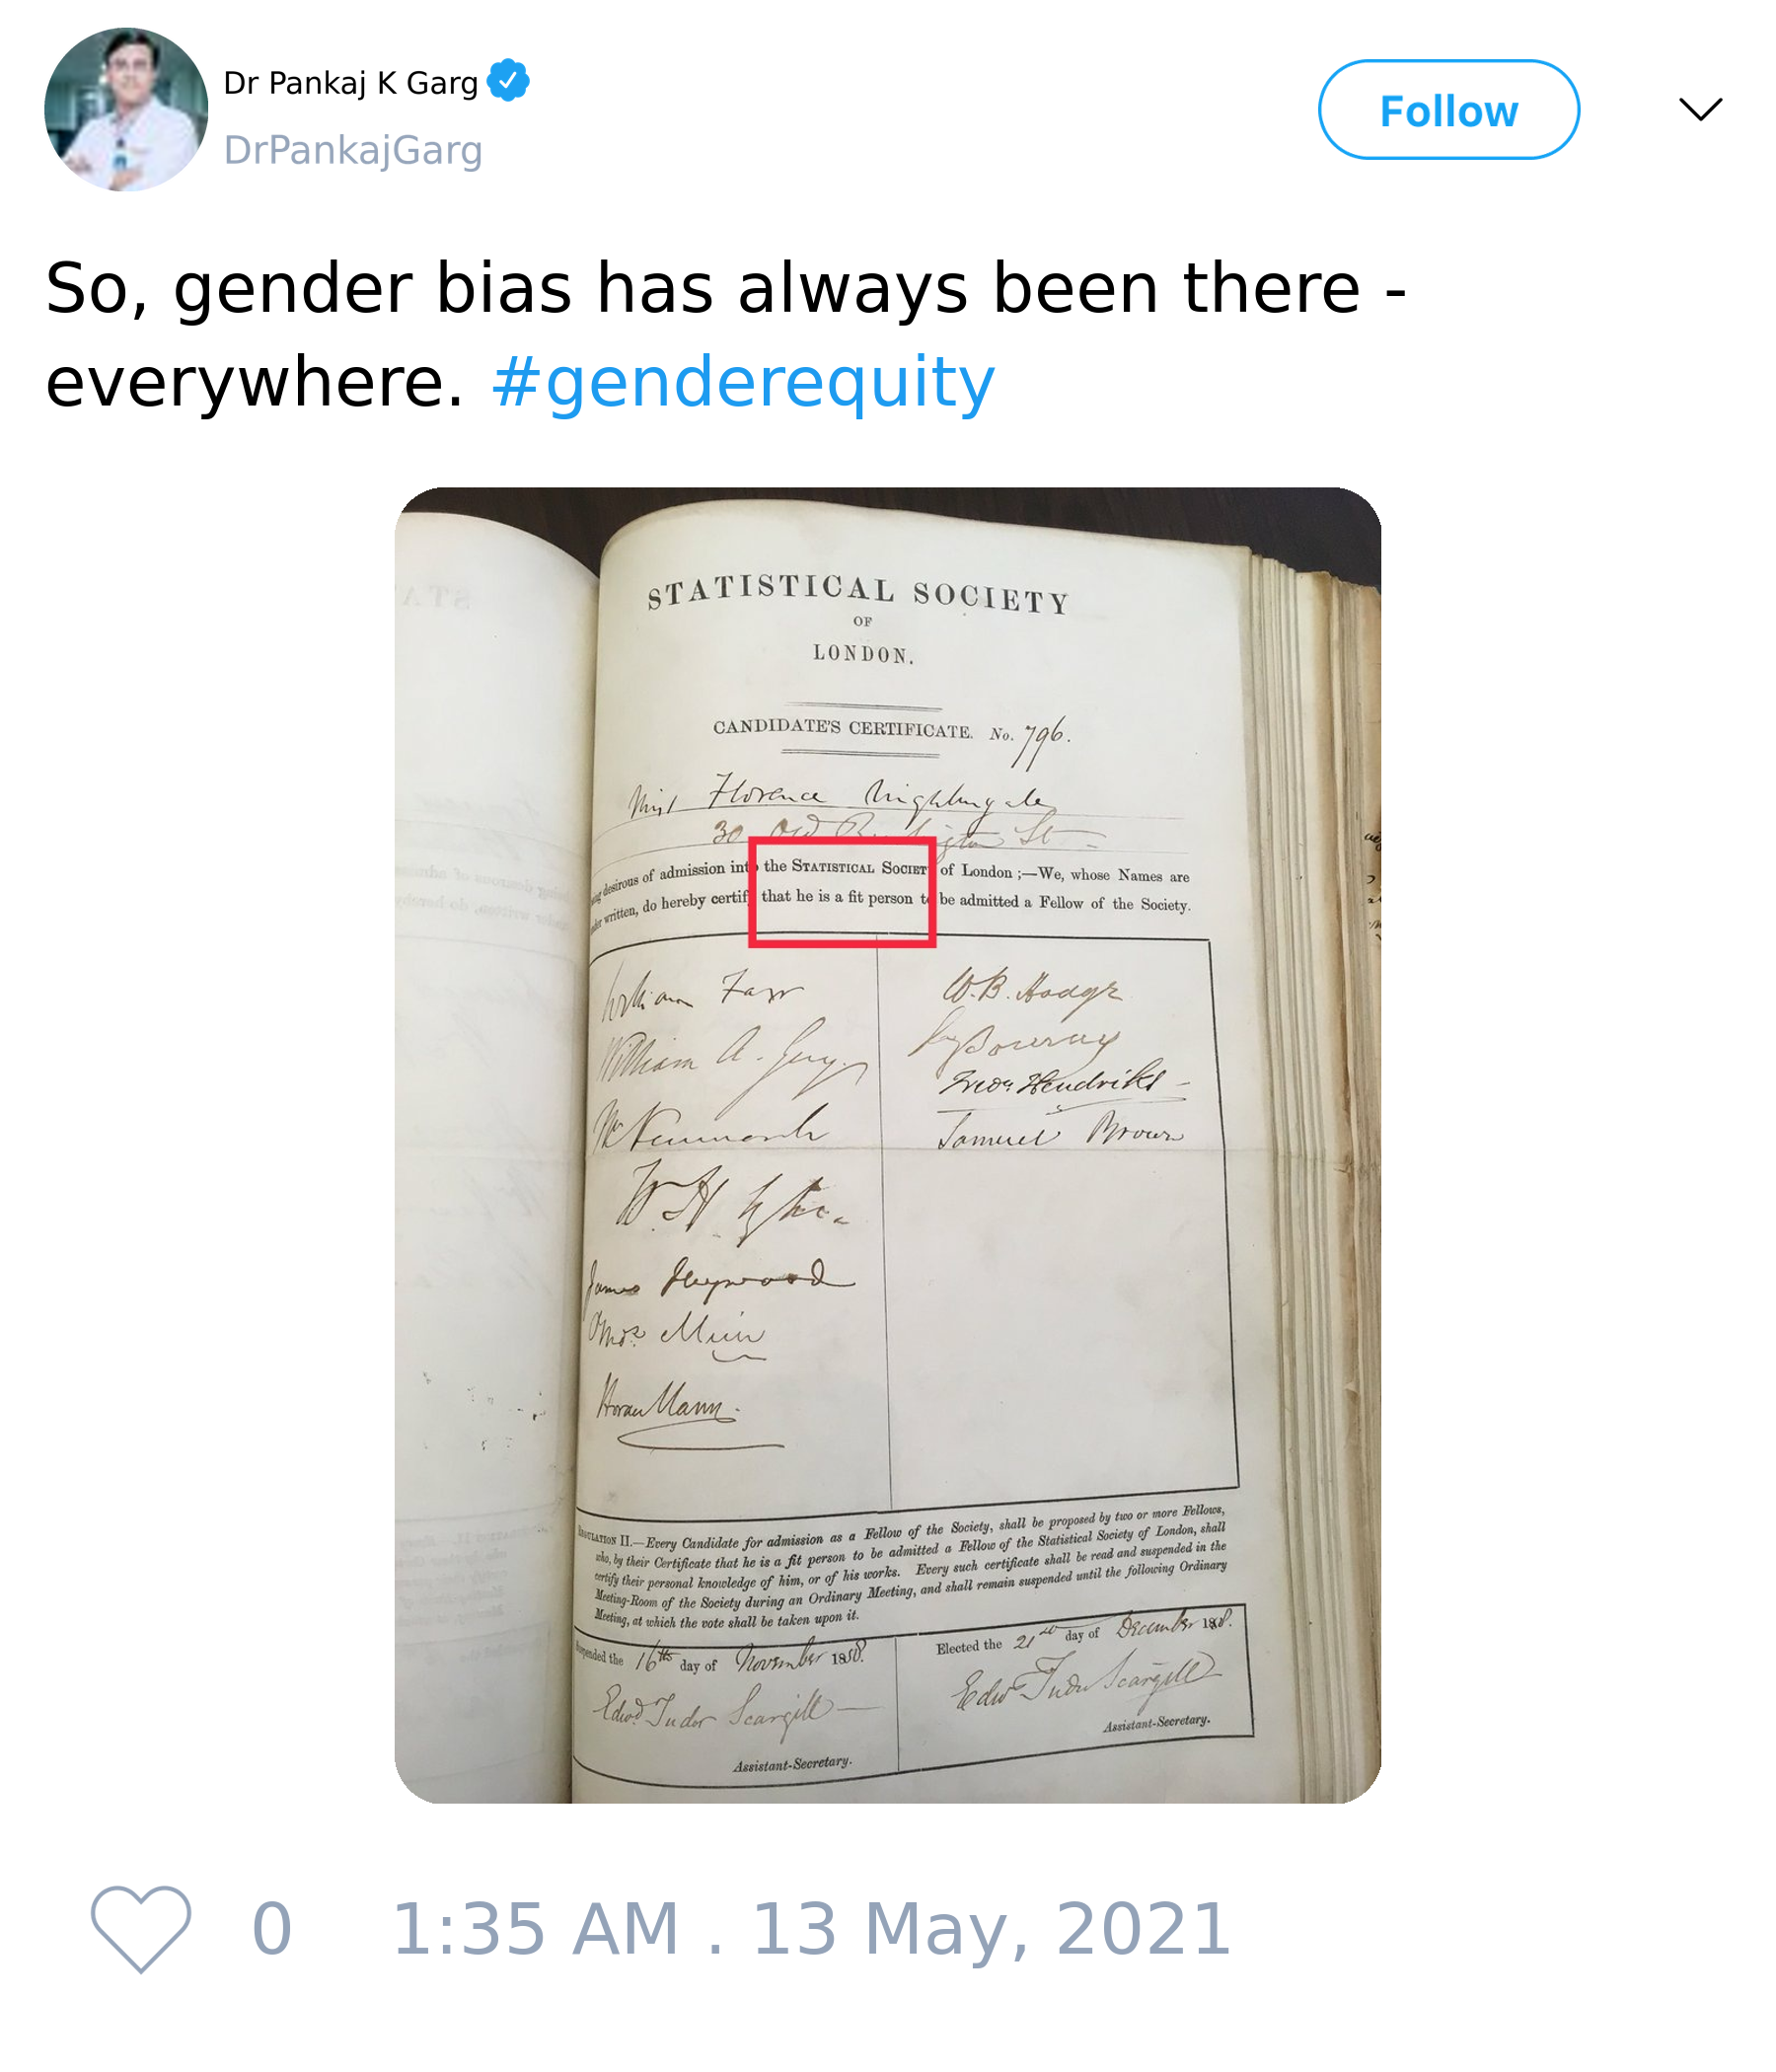 Dr Pankaj K Garg
DrPankajGarg
Follow
So, gender bias has always been there -
everywhere. #genderequity
STATISTICAL SOCIETY
OF
LONDON.
CANDIDATE'S CERTIFICATE. No. 796.
Miss Florence Nightingale
30 Old Burlington St
desirous of admission into the STATISTICAL SOCIETY of London ;—We, whose Names are
written, do hereby certify that he is a fit person to be admitted a Fellow of the Society.
William Farr
W. B. Hodge
William A. Guy
Fredk Hendriks
Wm Newmarch
Samuel Brown
W. H.
James Heywood
Thos. Muir
Horace Mann.
REGULATION II.—Every Candidate for admission as a Fellow of the Society, shall be proposed by two or more Fellows,
who, by their Certificate that he is a fit person to be admitted a Fellow of the Statistical Society of London, shall
certify their personal knowledge of him, or of his works. Every such certificate shall be read and suspended in the
Meeting-Room of the Society during an Ordinary Meeting, and shall remain suspended until the following Ordinary
Meeting, at which the vote shall be taken upon it.
Suspended the 16th day of November 1858.
Edwd Tudor Scargill
Assistant-Secretary.
Elected the 21st day of December 1858.
Edwd Tudor Scargill
Assistant-Secretary.
0 1:35 AM . 13 May, 2021